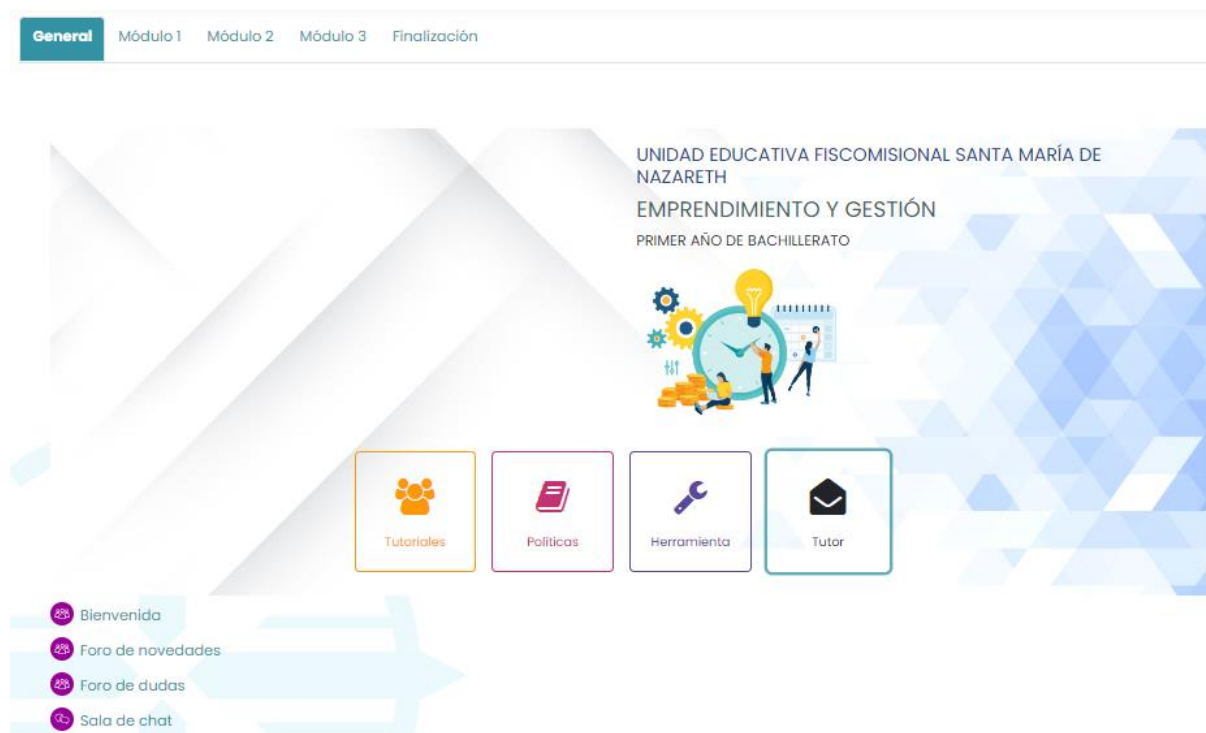 General Módulo 1 Módulo 2 Módulo 3 Finalización
UNIDAD EDUCATIVA FISCOMISIONAL SANTA MARÍA DE
NAZARETH
EMPRENDIMIENTO Y GESTIÓN
PRIMER AÑO DE BACHILLERATO
Tutoriales Políticas Herramienta Tutor
Bienvenida
Foro de novedades
Foro de dudas
Sala de chat